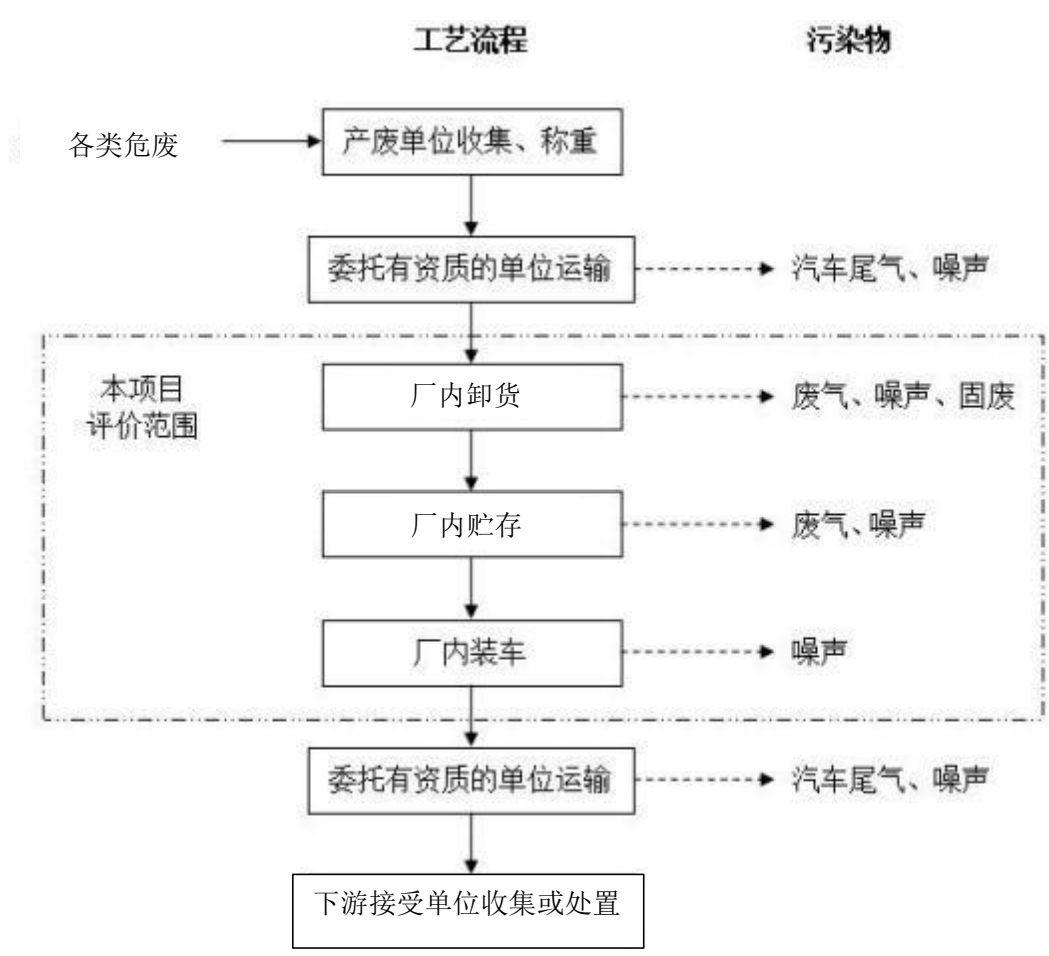 工艺流程 污染物
各类危废 产废单位收集、称重
委托有资质的单位运输 汽车尾气、噪声
本项目
评价范围
厂内卸货 废气、噪声、固废
厂内贮存 废气、噪声
厂内装车 噪声
委托有资质的单位运输 汽车尾气、噪声
下游接受单位收集或处置